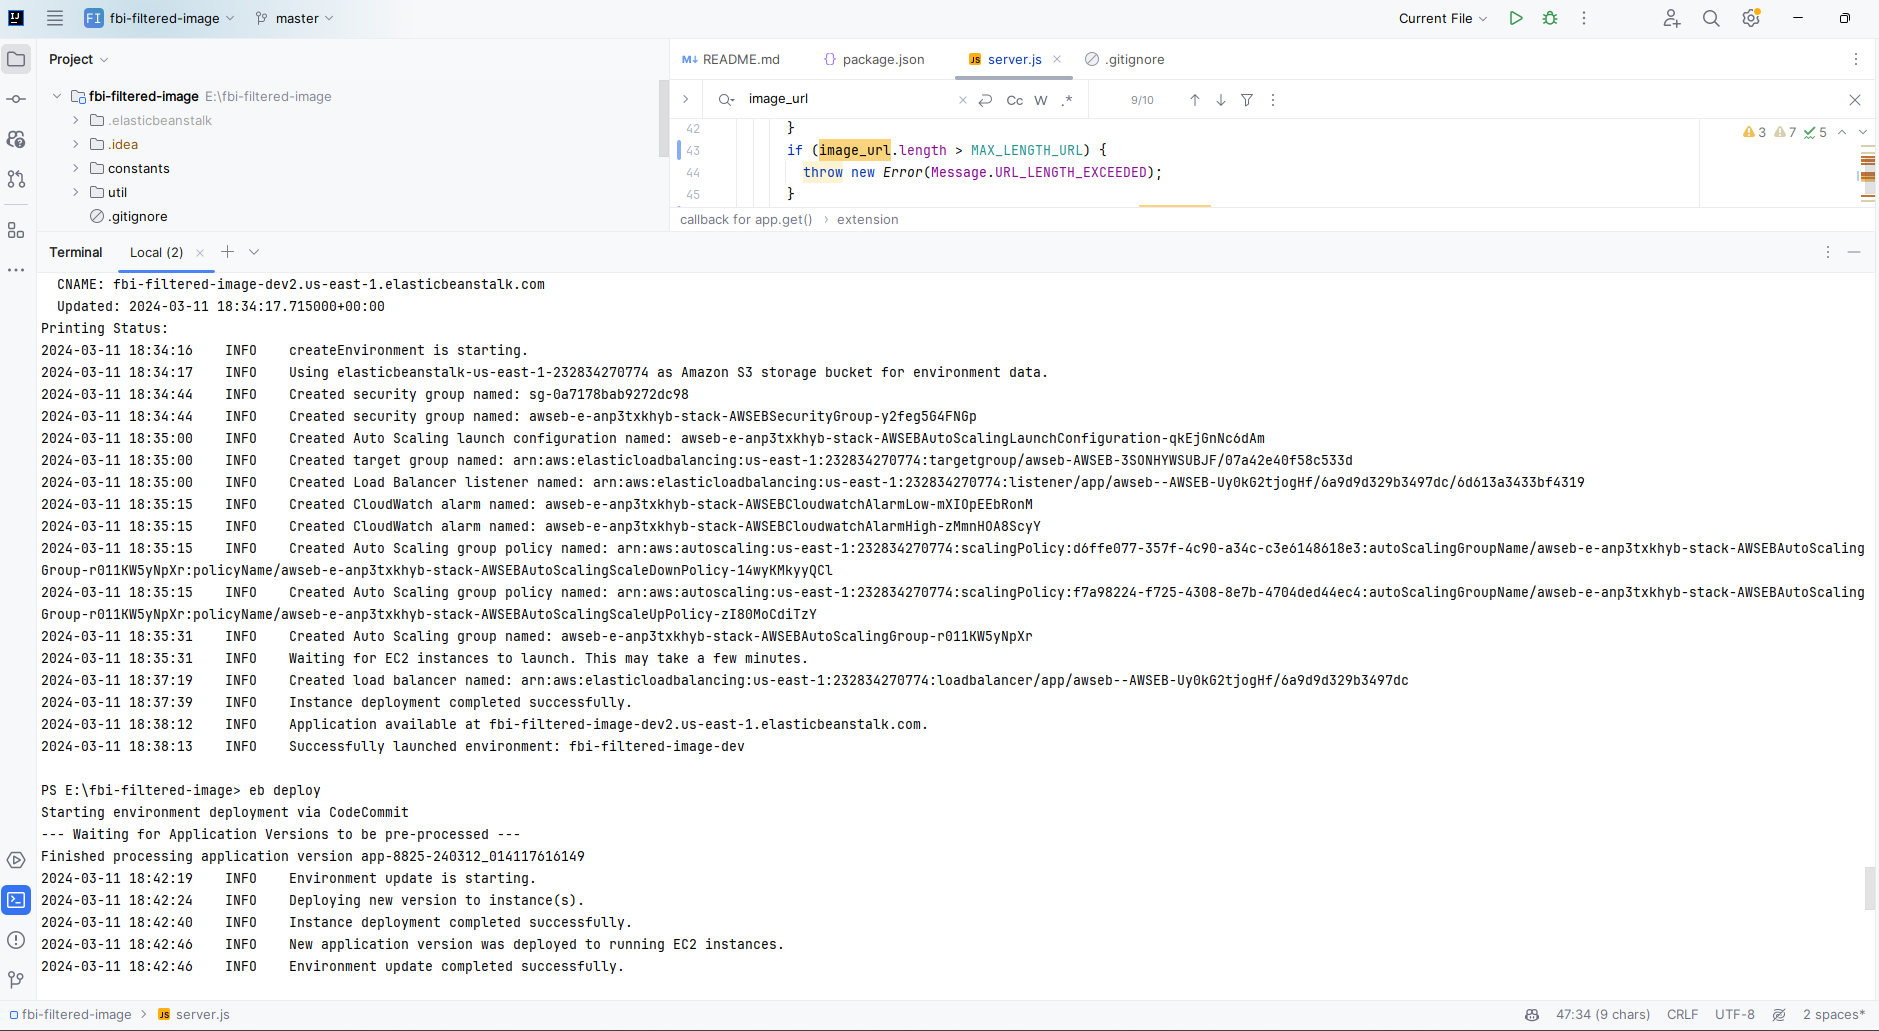 FI fbi-filtered-image master Current File
Project
README.md package.json server.js .gitignore
fbi-filtered-image E:\fbi-filtered-image
.elasticbeanstalk
.idea
constants
util
.gitignore
image_url Cc W .* 9/10
42 }
43 if (image_url.length > MAX_LENGTH_URL) {
44 throw new Error(Message.URL_LENGTH_EXCEEDED);
45 }
3 7 5
callback for app.get() › extension
Terminal Local (2)
CNAME: fbi-filtered-image-dev2.us-east-1.elasticbeanstalk.com
Updated: 2024-03-11 18:34:17.715000+00:00
Printing Status:
2024-03-11 18:34:16 INFO createEnvironment is starting.
2024-03-11 18:34:17 INFO Using elasticbeanstalk-us-east-1-232834270774 as Amazon S3 storage bucket for environment data.
2024-03-11 18:34:44 INFO Created security group named: sg-0a7178bab9272dc98
2024-03-11 18:34:44 INFO Created security group named: awseb-e-anp3txkhyb-stack-AWSEBSecurityGroup-y2feg5G4FNGp
2024-03-11 18:35:00 INFO Created Auto Scaling launch configuration named: awseb-e-anp3txkhyb-stack-AWSEBAutoScalingLaunchConfiguration-qkEjGnNc6dAm
2024-03-11 18:35:00 INFO Created target group named: arn:aws:elasticloadbalancing:us-east-1:232834270774:targetgroup/awseb-AWSEB-3SONHYWSUBJF/07a42e40f58c533d
2024-03-11 18:35:00 INFO Created Load Balancer listener named: arn:aws:elasticloadbalancing:us-east-1:232834270774:listener/app/awseb--AWSEB-Uy0kG2tjogHf/6a9d9d329b3497dc/6d613a3433bf4319
2024-03-11 18:35:15 INFO Created CloudWatch alarm named: awseb-e-anp3txkhyb-stack-AWSEBCloudwatchAlarmLow-mXIOpEEbRonM
2024-03-11 18:35:15 INFO Created CloudWatch alarm named: awseb-e-anp3txkhyb-stack-AWSEBCloudwatchAlarmHigh-zMmnHOA8ScyY
2024-03-11 18:35:15 INFO Created Auto Scaling group policy named: arn:aws:autoscaling:us-east-1:232834270774:scalingPolicy:d6ffe077-357f-4c90-a34c-c3e6148618e3:autoScalingGroupName/awseb-e-anp3txkhyb-stack-AWSEBAutoScaling
Group-r011KW5yNpXr:policyName/awseb-e-anp3txkhyb-stack-AWSEBAutoScalingScaleDownPolicy-14wyKMkyyQCl
2024-03-11 18:35:15 INFO Created Auto Scaling group policy named: arn:aws:autoscaling:us-east-1:232834270774:scalingPolicy:f7a98224-f725-4308-8e7b-4704ded44ec4:autoScalingGroupName/awseb-e-anp3txkhyb-stack-AWSEBAutoScaling
Group-r011KW5yNpXr:policyName/awseb-e-anp3txkhyb-stack-AWSEBAutoScalingScaleUpPolicy-zI80MoCdiTzY
2024-03-11 18:35:31 INFO Created Auto Scaling group named: awseb-e-anp3txkhyb-stack-AWSEBAutoScalingGroup-r011KW5yNpXr
2024-03-11 18:35:31 INFO Waiting for EC2 instances to launch. This may take a few minutes.
2024-03-11 18:37:19 INFO Created load balancer named: arn:aws:elasticloadbalancing:us-east-1:232834270774:loadbalancer/app/awseb--AWSEB-Uy0kG2tjogHf/6a9d9d329b3497dc
2024-03-11 18:37:39 INFO Instance deployment completed successfully.
2024-03-11 18:38:12 INFO Application available at fbi-filtered-image-dev2.us-east-1.elasticbeanstalk.com.
2024-03-11 18:38:13 INFO Successfully launched environment: fbi-filtered-image-dev
PS E:\fbi-filtered-image> eb deploy
Starting environment deployment via CodeCommit
--- Waiting for Application Versions to be pre-processed ---
Finished processing application version app-8825-240312_014117616149
2024-03-11 18:42:19 INFO Environment update is starting.
2024-03-11 18:42:24 INFO Deploying new version to instance(s).
2024-03-11 18:42:40 INFO Instance deployment completed successfully.
2024-03-11 18:42:46 INFO New application version was deployed to running EC2 instances.
2024-03-11 18:42:46 INFO Environment update completed successfully.
fbi-filtered-image › server.js 47:34 (9 chars) CRLF UTF-8 2 spaces*